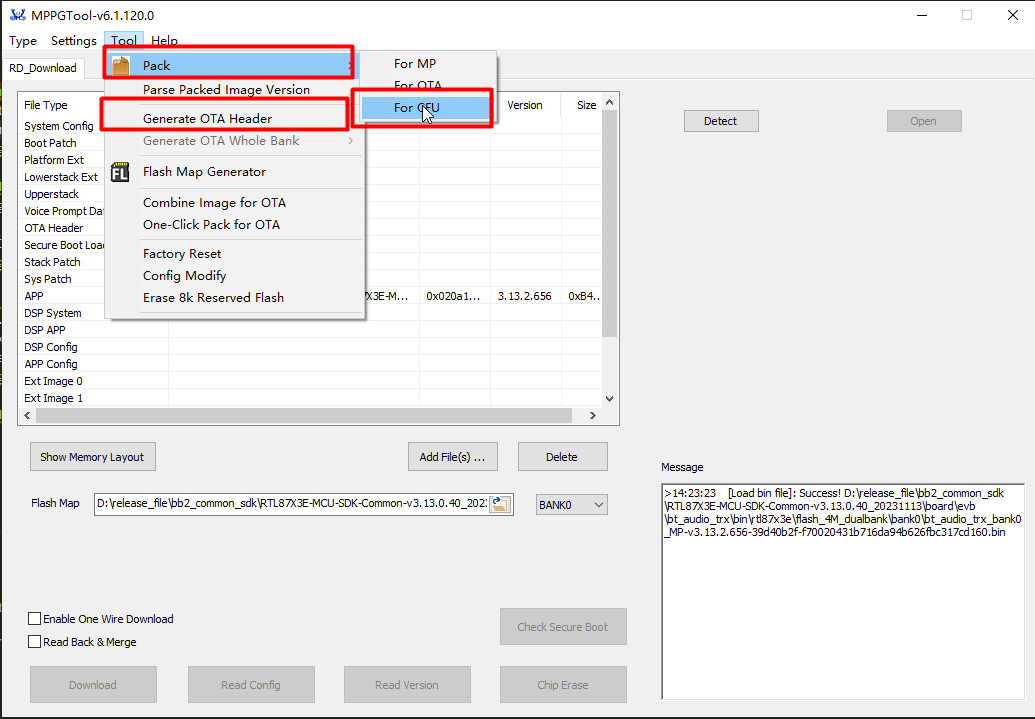 MPPGTool-v6.1.120.0
Type Settings Tool Help
RD_Download
Pack
Parse Packed Image Version
Generate OTA Header
Generate OTA Whole Bank
Flash Map Generator
Combine Image for OTA
One-Click Pack for OTA
Factory Reset
Config Modify
Erase 8k Reserved Flash
For MP
For OTA
For CFU
File Type Version Size
System Config
Boot Patch
Platform Ext
Lowerstack Ext
Upperstack
Voice Prompt Dat
OTA Header
Secure Boot Load
Stack Patch
Sys Patch
APP 7X3E-M... 0x020a1... 3.13.2.656 0xB4..
DSP System
DSP APP
DSP Config
APP Config
Ext Image 0
Ext Image 1
Detect Open
Show Memory Layout Add File(s) ... Delete
Flash Map D:\release_file\bb2_common_sdk\RTL87X3E-MCU-SDK-Common-v3.13.0.40_202: BANK0
Message
>14:23:23 [Load bin file]: Success! D:\release_file\bb2_common_sdk
\RTL87X3E-MCU-SDK-Common-v3.13.0.40_20231113\board\evb
\bt_audio_trx\bin\rtl87x3e\flash_4M_dualbank\bank0\bt_audio_trx_bank0
_MP-v3.13.2.656-39d40b2f-f70020431b716da94b626fbc317cd160.bin
Enable One Wire Download
Read Back & Merge
Check Secure Boot
Download Read Config Read Version Chip Erase